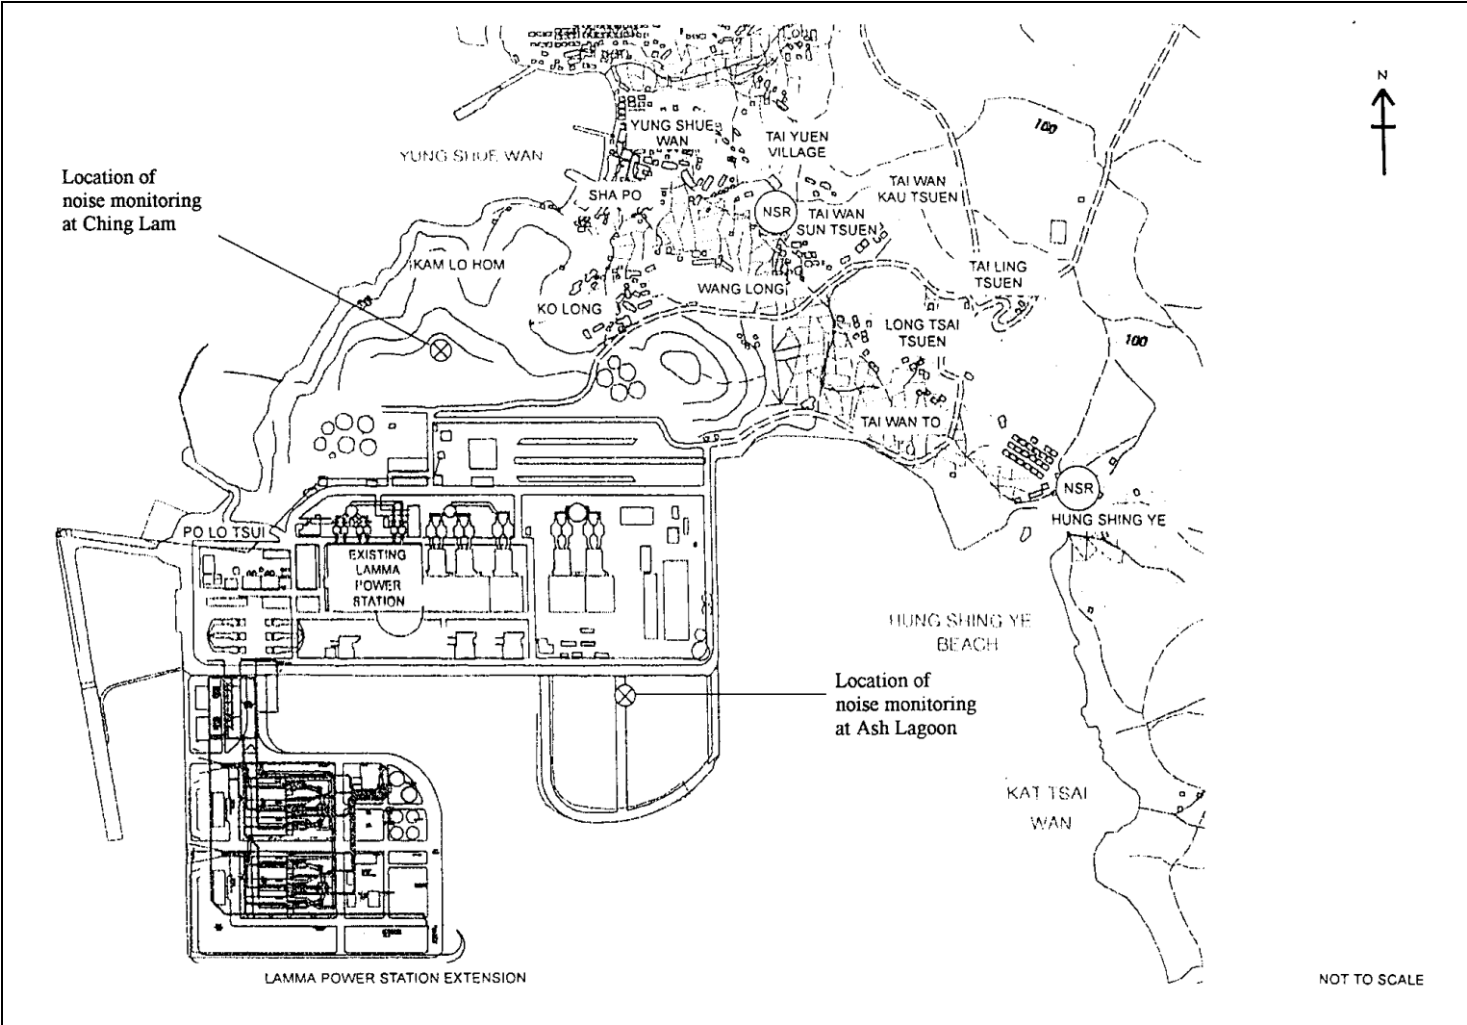 N
100
YUNG SHUE
WAN
TAI YUEN
VILLAGE
YUNG SHUE WAN
Location of
noise monitoring
at Ching Lam
SHA PO
TAI WAN
KAU TSUEN
NSR
TAI WAN
SUN TSUEN
KAM LO HOM
TAI LING
TSUEN
WANG LONG
KO LONG
LONG TSAI
TSUEN
100
TAI WAN TO
NSR
HUNG SHING YE
PO LO TSUI
EXISTING
LAMMA
POWER
STATION
HUNG SHING YE
BEACH
Location of
noise monitoring
at Ash Lagoon
KAT TSAI
WAN
LAMMA POWER STATION EXTENSION
NOT TO SCALE